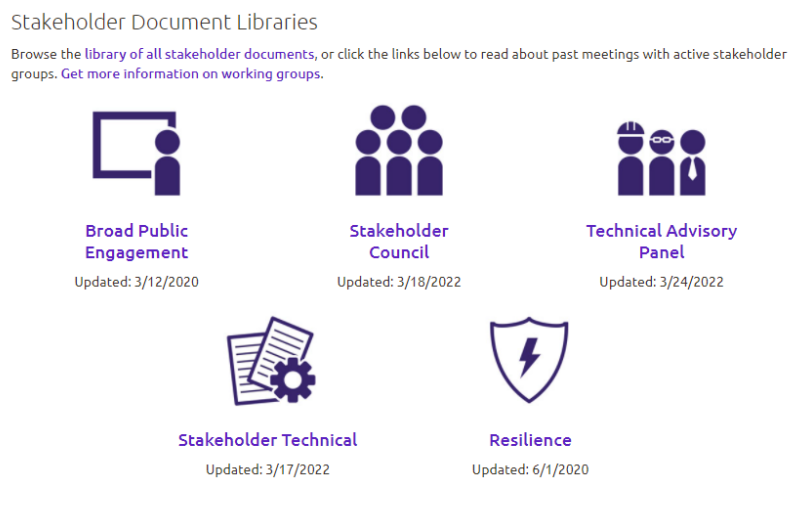 Stakeholder Document Libraries
Browse the library of all stakeholder documents, or click the links below to read about past meetings with active stakeholder
groups. Get more information on working groups.
Broad Public
Engagement
Updated: 3/12/2020
Stakeholder
Council
Updated: 3/18/2022
Technical Advisory
Panel
Updated: 3/24/2022
Stakeholder Technical
Updated: 3/17/2022
Resilience
Updated: 6/1/2020